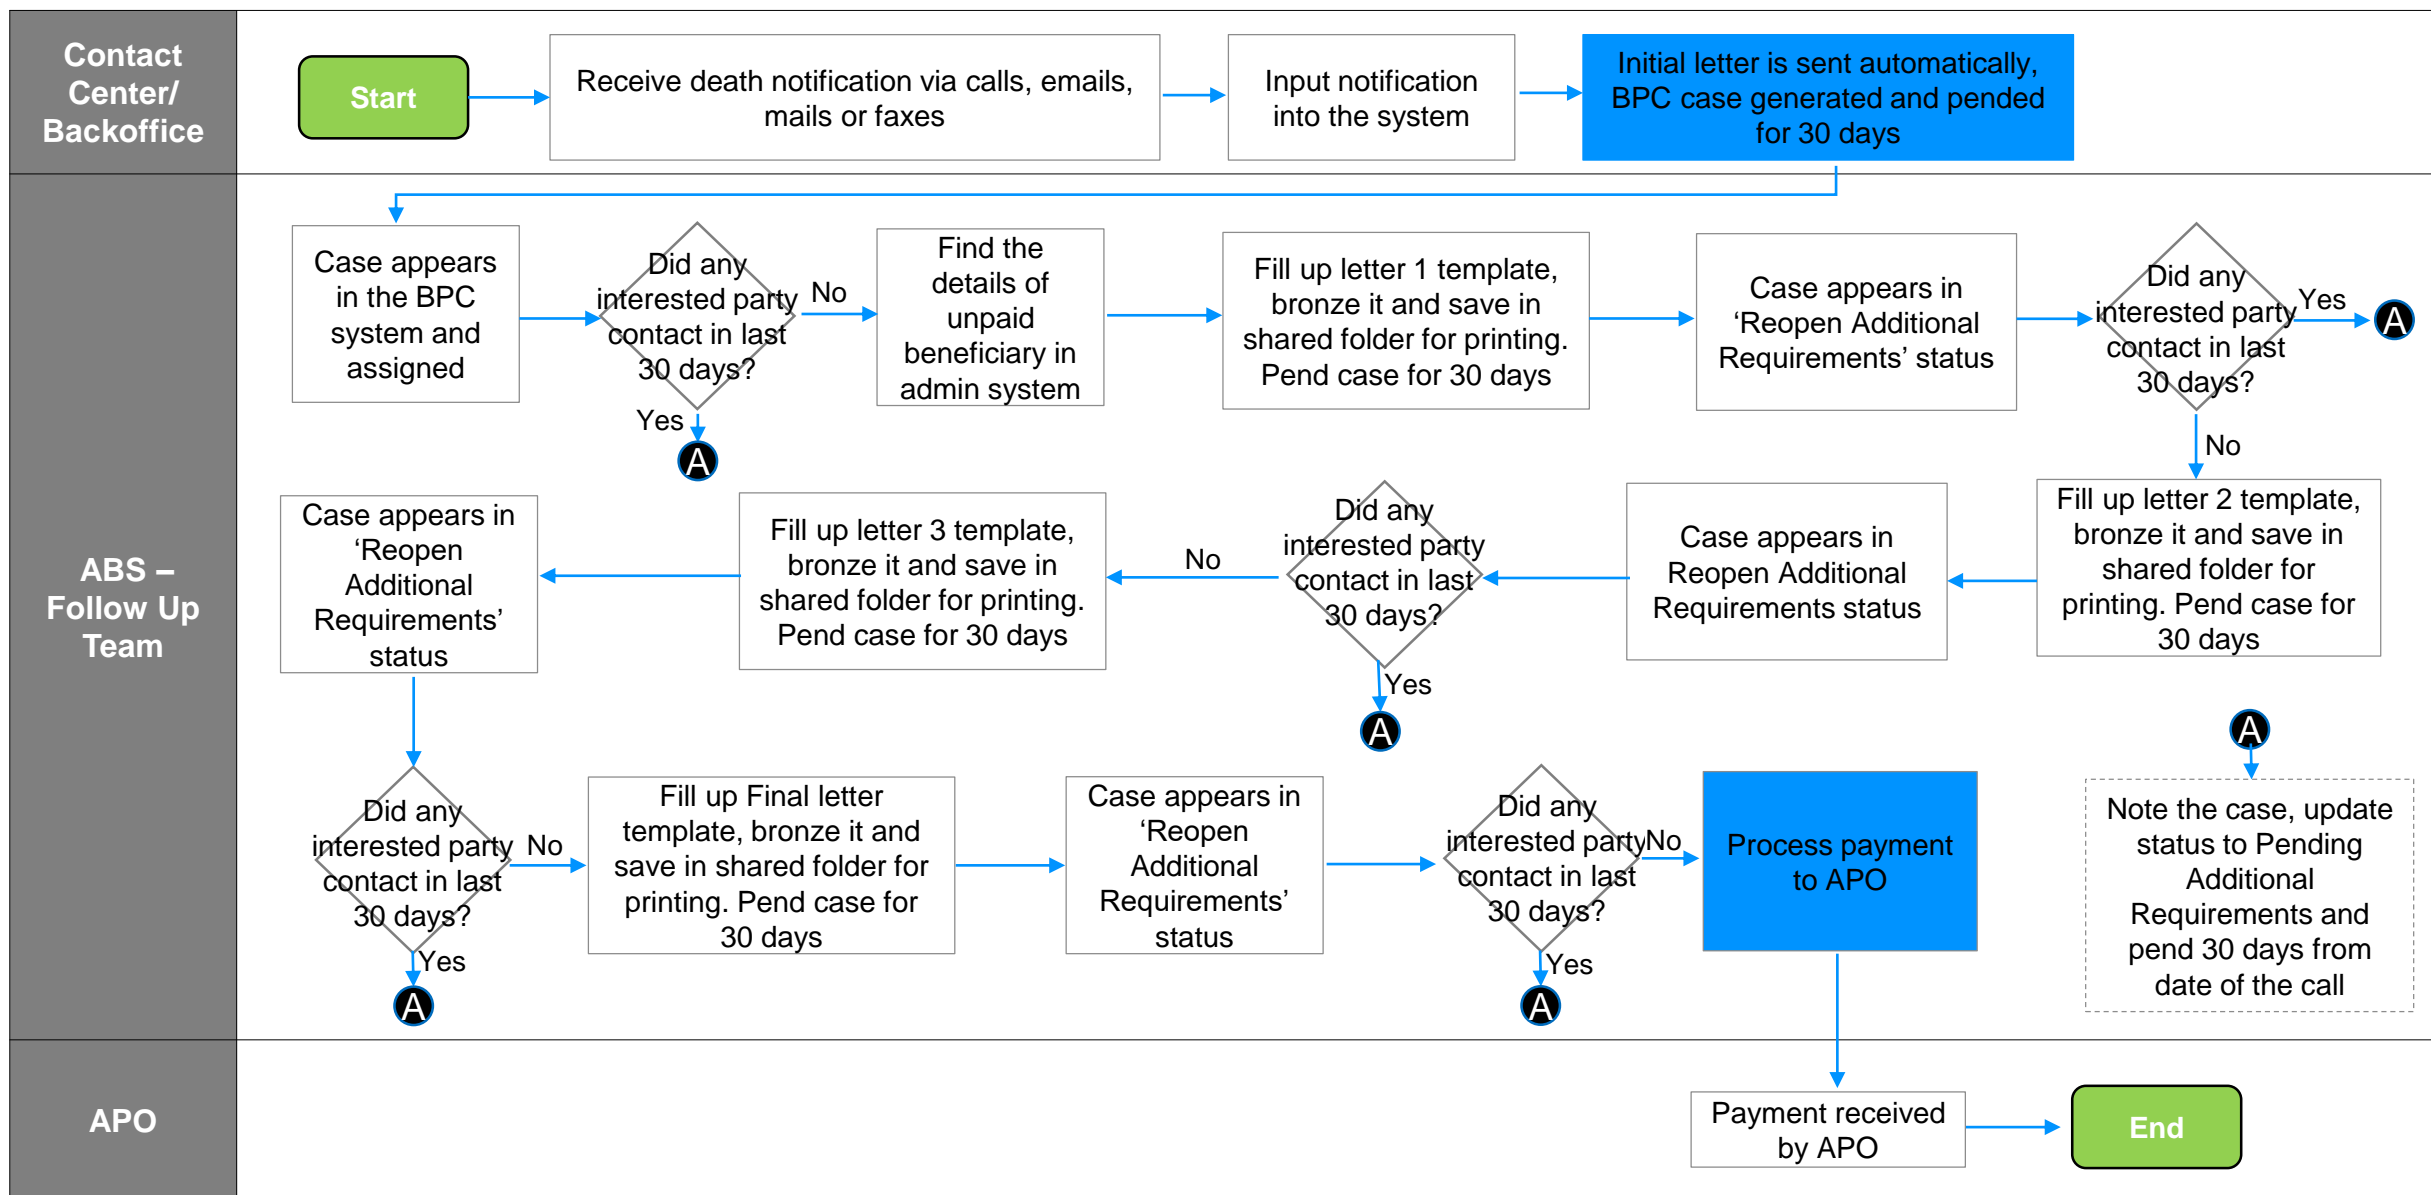 Contact
Center/
Backoffice
Start
Receive death notification via calls, emails,
mails or faxes
Input notification
into the system
Initial letter is sent automatically,
BPC case generated and pended
for 30 days
ABS –
Follow Up
Team
Case appears
in the BPC
system and
assigned
Did any
interested party
contact in last
30 days?
No
Yes
A
Find the
details of
unpaid
beneficiary in
admin system
Fill up letter 1 template,
bronze it and save in
shared folder for printing.
Pend case for 30 days
Case appears in
‘Reopen Additional
Requirements’ status
Did any
interested party
contact in last
30 days?
Yes
A
No
Fill up letter 2 template,
bronze it and save in
shared folder for
printing. Pend case for
30 days
Case appears in
Reopen Additional
Requirements status
Did any
interested party
contact in last
30 days?
No
Yes
A
Fill up letter 3 template,
bronze it and save in
shared folder for printing.
Pend case for 30 days
Case appears in
‘Reopen
Additional
Requirements’
status
Did any
interested party
contact in last
30 days?
No
Yes
A
Fill up Final letter
template, bronze it and
save in shared folder for
printing. Pend case for
30 days
Case appears in
‘Reopen
Additional
Requirements’
status
Did any
interested party
contact in last
30 days?
No
Yes
A
Process payment
to APO
A
Note the case, update
status to Pending
Additional
Requirements and
pend 30 days from
date of the call
APO
Payment received
by APO
End